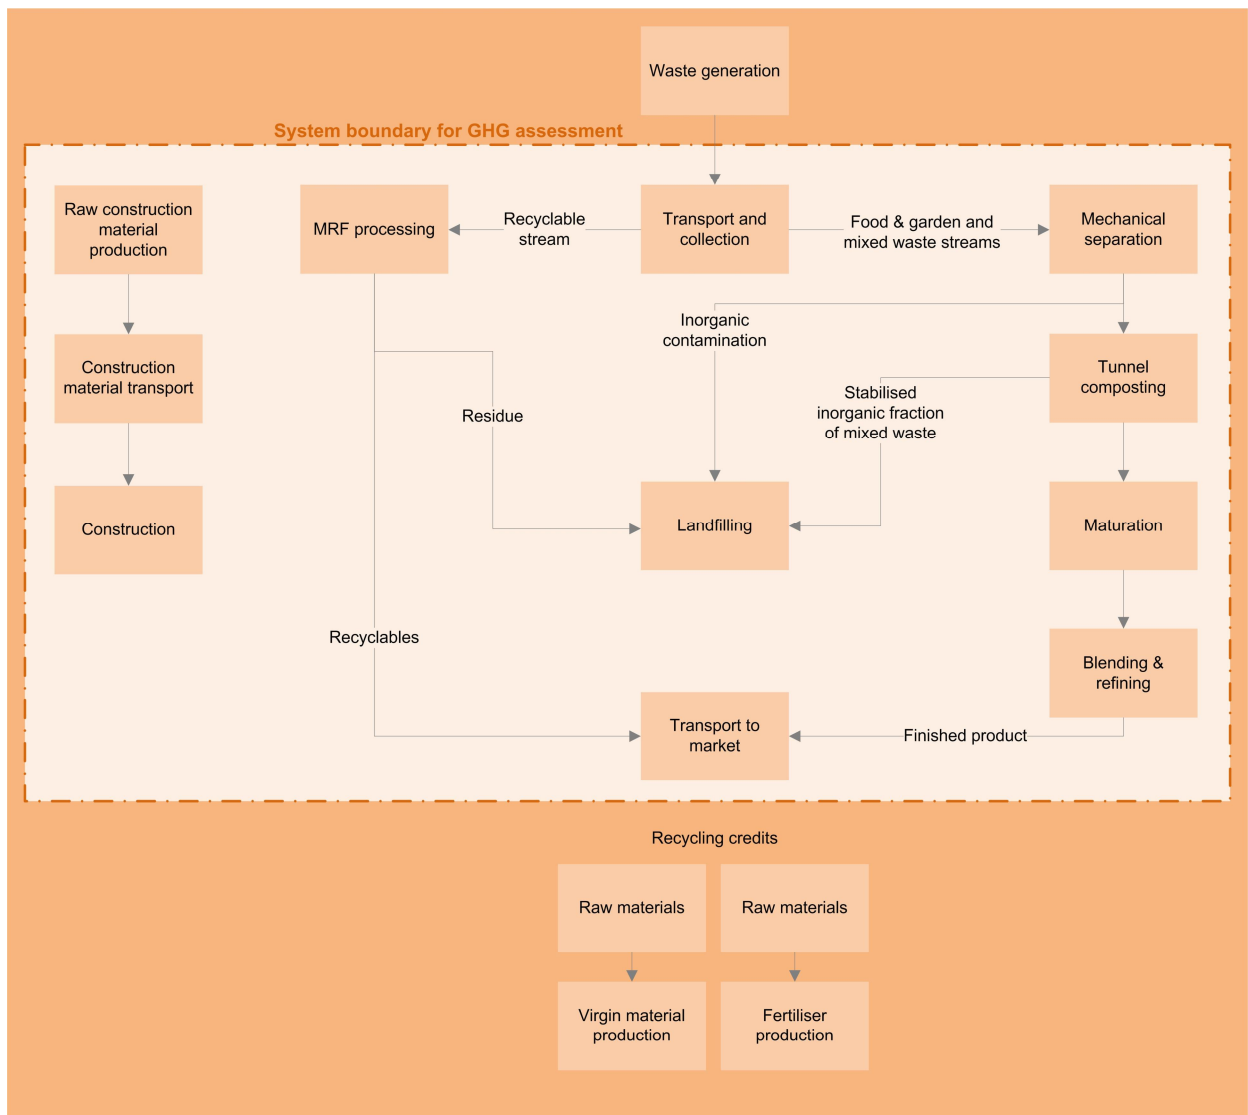 Waste generation
System boundary for GHG assessment
Raw construction
material
production
MRF processing
Recyclable
stream
Transport and
collection
Food & garden and
mixed waste streams
Mechanical
separation
Inorganic
contamination
Construction
material transport
Tunnel
composting
Stabilised
inorganic fraction
of mixed waste
Residue
Construction
Landfilling
Maturation
Recyclables
Blending &
refining
Transport to
market
Finished product
Recycling credits
Raw materials
Raw materials
Virgin material
production
Fertiliser
production